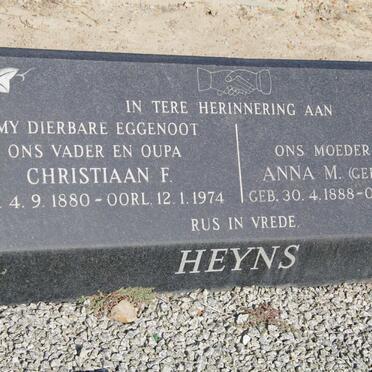 IN TERE HERINNERING AAN
MY DIERBARE EGGENOOT
ONS VADER EN OUPA
CHRISTIAAN F.
4.9.1880-OORL. 12.1.1974
ONS MOEDER
ANNA M. (GE
GEB. 30.4.1888-O
RUS IN VREDE.
HEYNS